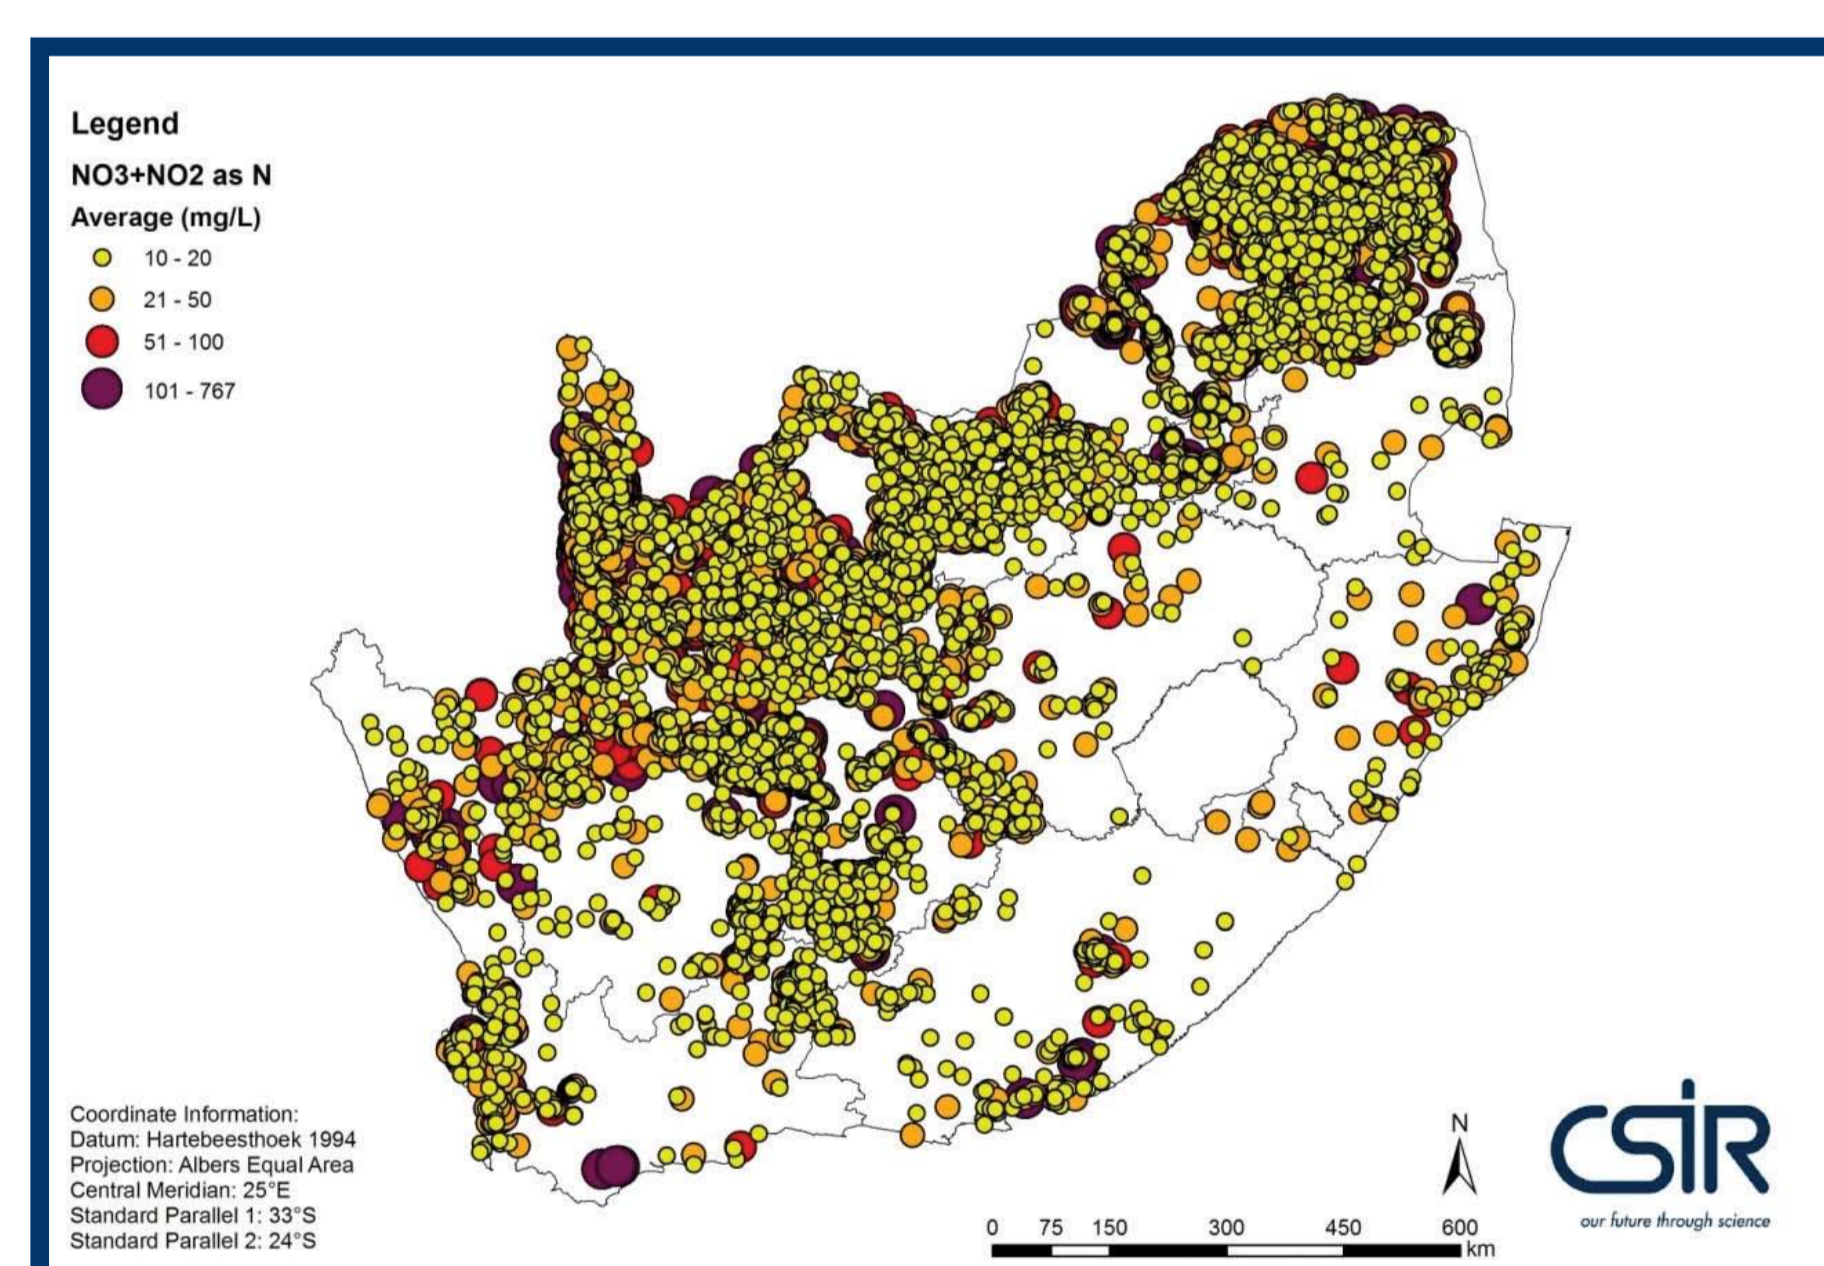 Legend
NO3+NO2 as N
Average (mg/L)
10 - 20
21 - 50
51 - 100
101 - 767
Coordinate Information:
Datum: Hartebeesthoek 1994
Projection: Albers Equal Area
Central Meridian: 25°E
Standard Parallel 1: 33°S
Standard Parallel 2: 24°S
N
0 75 150 300 450 600
km
CSIR
our future through science